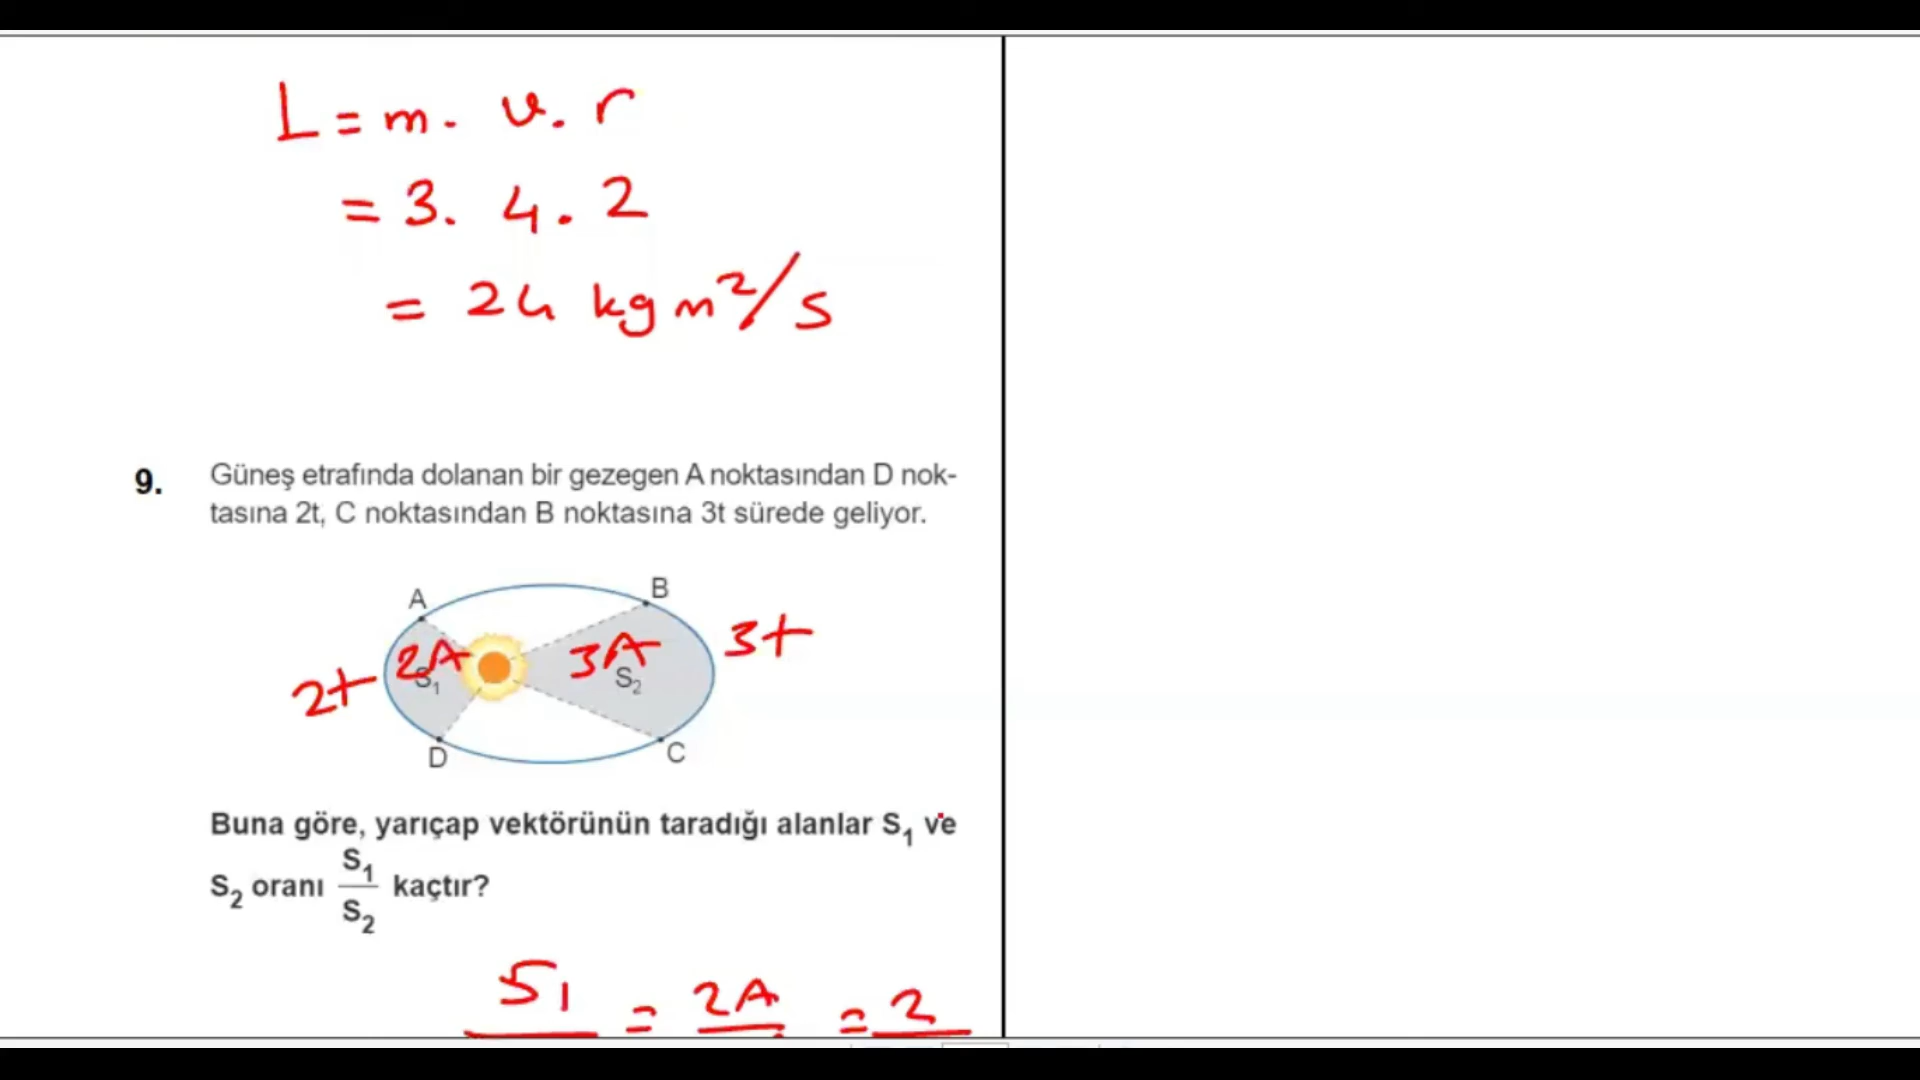 L = m. v. r
= 3. 4. 2
= 24 kg m²/s
9. Güneş etrafında dolanan bir gezegen A noktasından D nok-
tasına 2t, C noktasından B noktasına 3t sürede geliyor.
A
B
2t
2A
S₁
3A
S₂
3t
D
C
Buna göre, yarıçap vektörünün taradığı alanlar S₁ ve
S₂ oranı S₁/S₂ kaçtır?
S₁ = 2A = 2